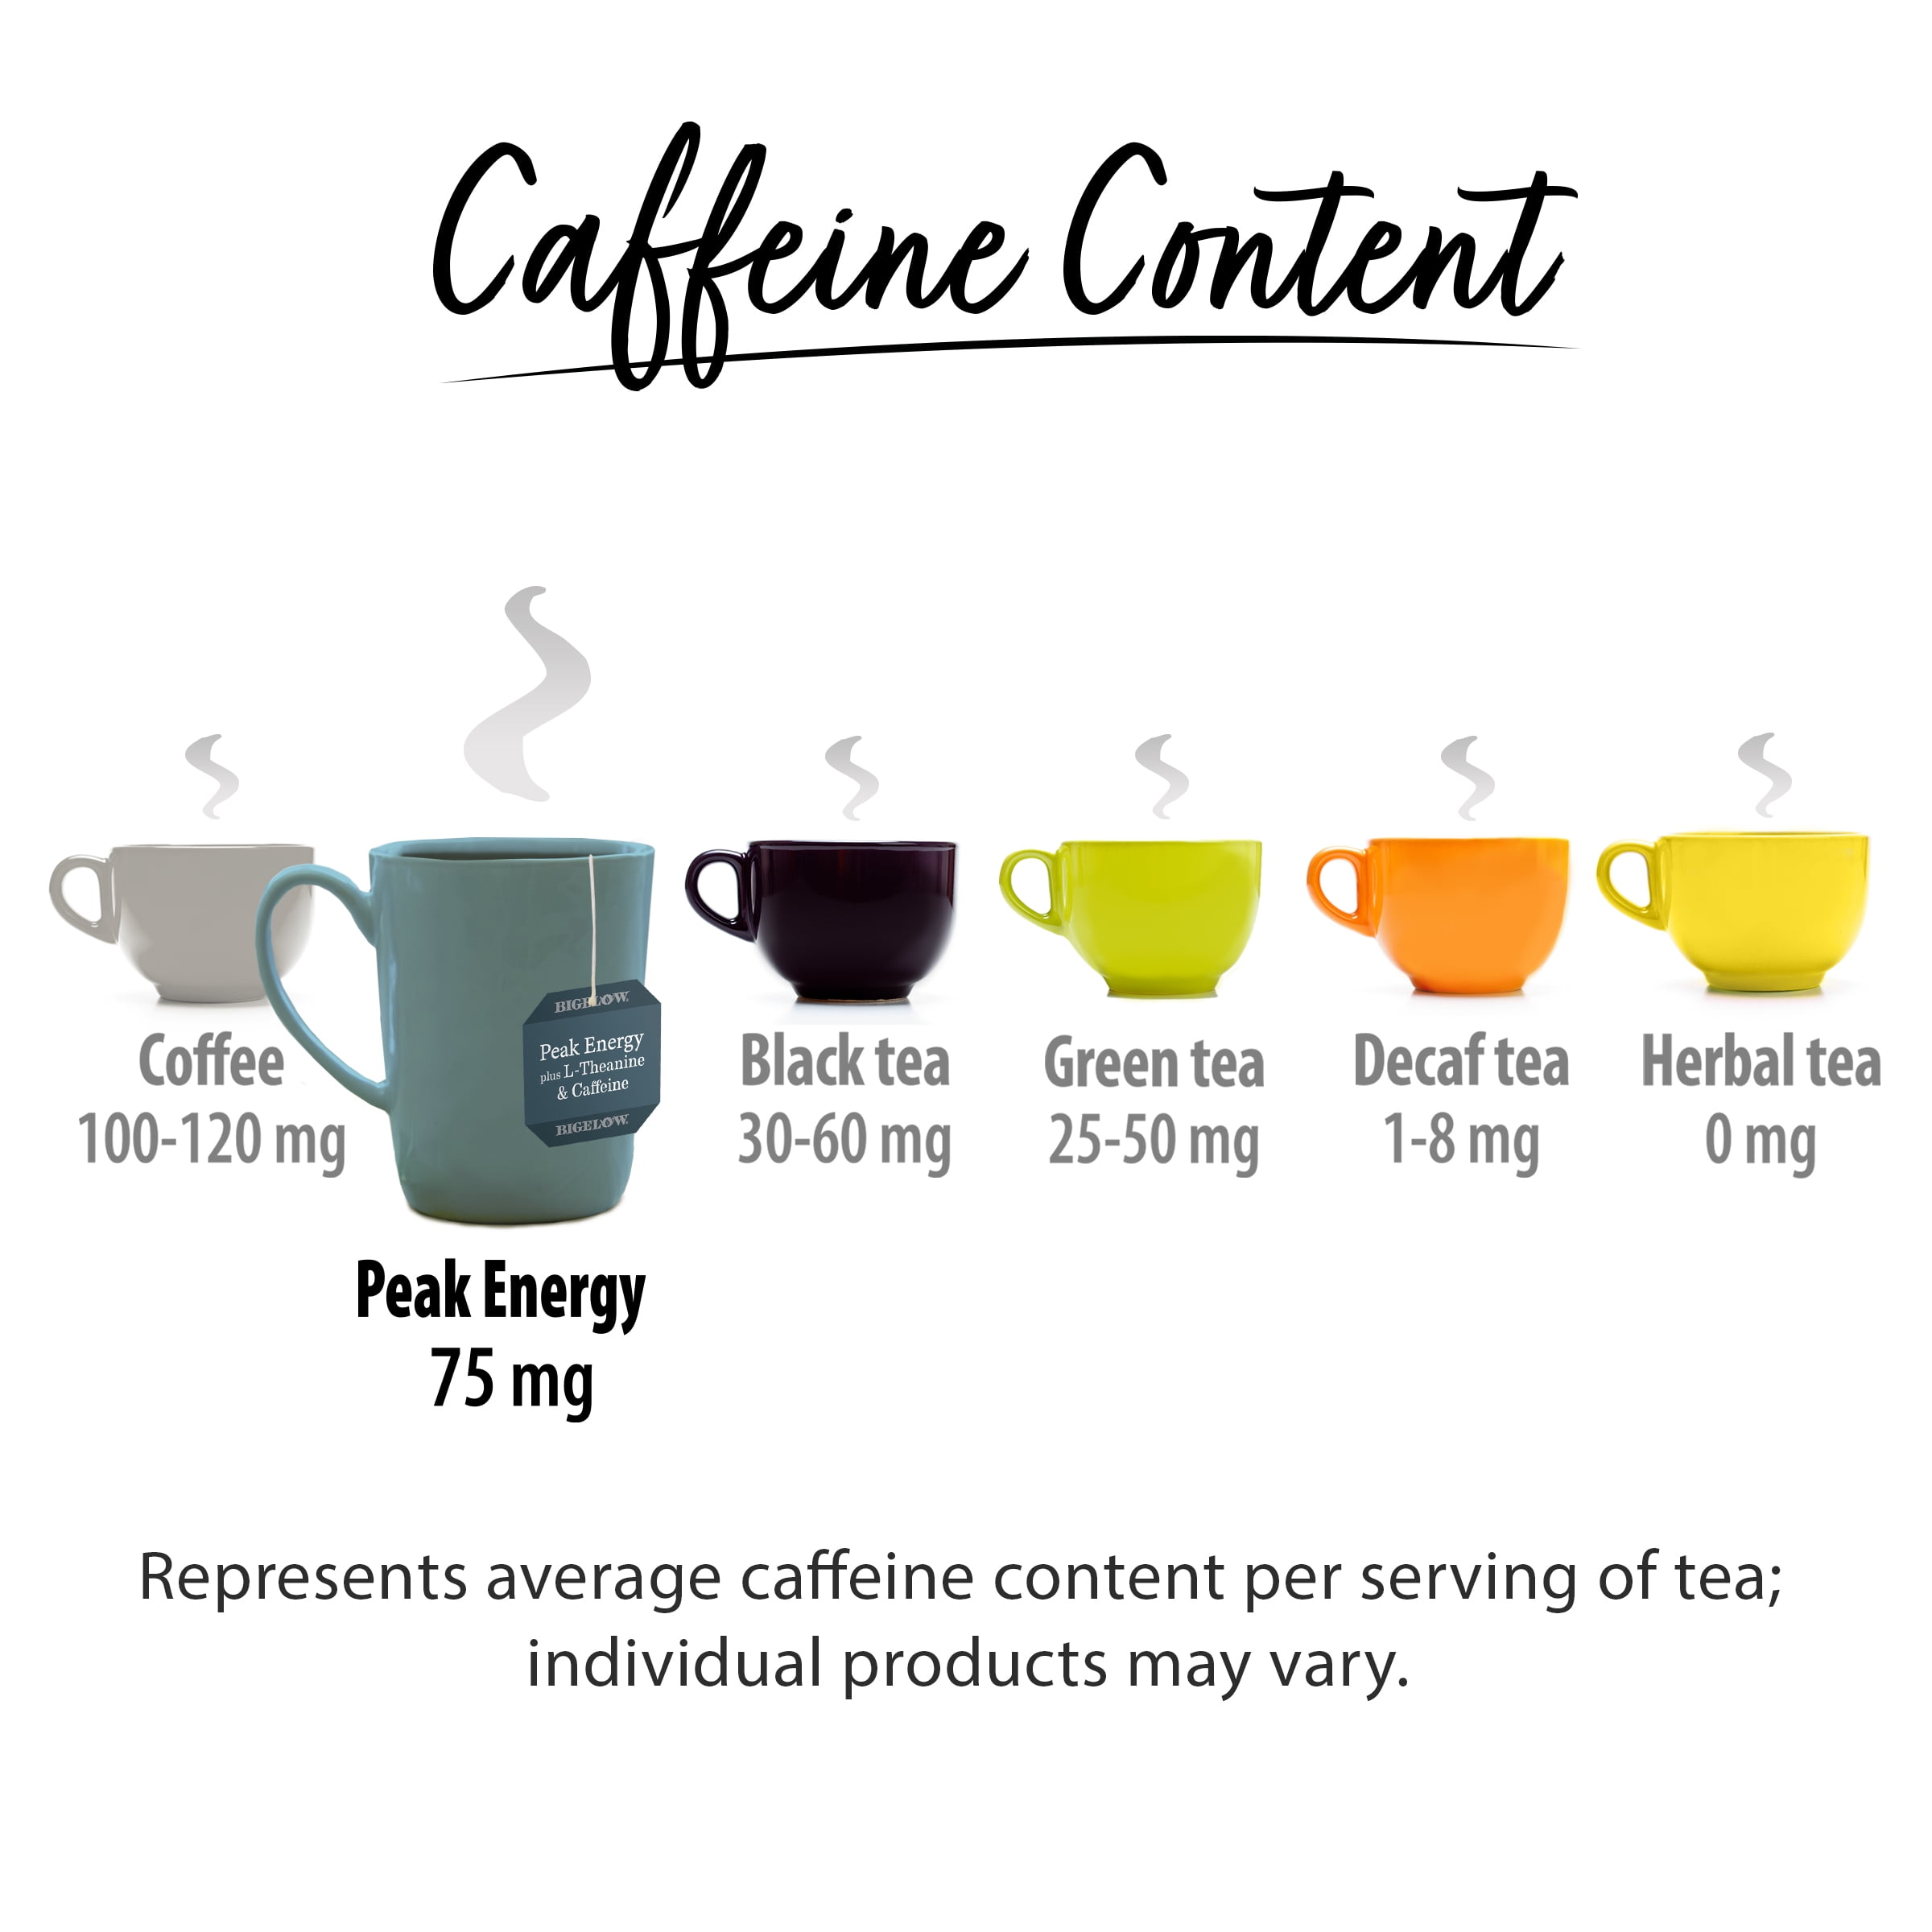 Caffeine Content
BIGELOW
Peak Energy
plus L-Theanine
& Caffeine
BIGELOW
Coffee
100-120 mg
Peak Energy
75 mg
Black tea
30-60 mg
Green tea
25-50 mg
Decaf tea
1-8 mg
Herbal tea
0 mg
Represents average caffeine content per serving of tea;
individual products may vary.